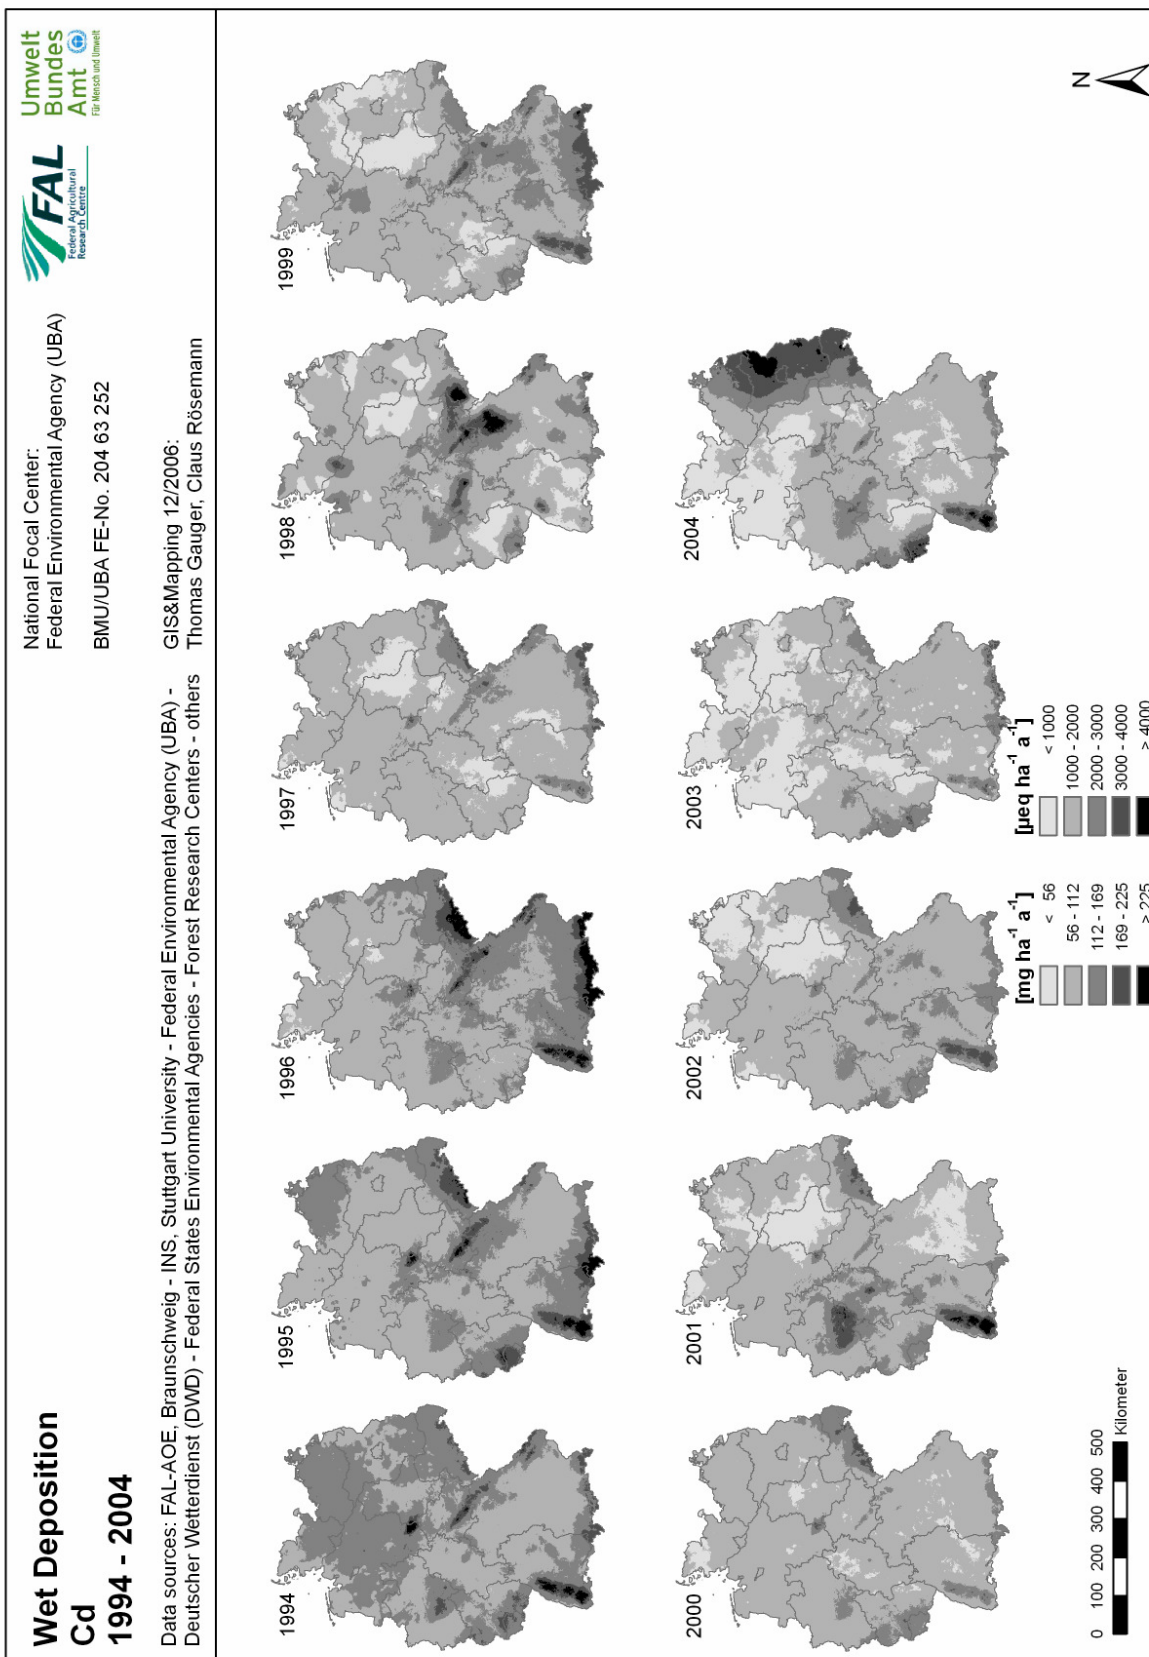 Wet Deposition
Cd
1994 - 2004
National Focal Center:
Federal Environmental Agency (UBA)
BMU/UBA FE-No. 204 63 252
FAL
Federal Agricultural
Research Centre
Umwelt
Bundes
Amt
Für Mensch und Umwelt
Data sources: FAL-AOE, Braunschweig - INS, Stuttgart University - Federal Environmental Agency (UBA) -
Deutscher Wetterdienst (DWD) - Federal States Environmental Agencies - Forest Research Centers - others
GIS&Mapping 12/2006:
Thomas Gauger, Claus Rösemann
1994
1995
1996
1997
1998
1999
2000
2001
2002
2003
2004
0 100 200 300 400 500
Kilometer
[mg ha⁻¹ a⁻¹]
< 56
56 - 112
112 - 169
169 - 225
> 225
[µeq ha⁻¹ a⁻¹]
< 1000
1000 - 2000
2000 - 3000
3000 - 4000
> 4000
N